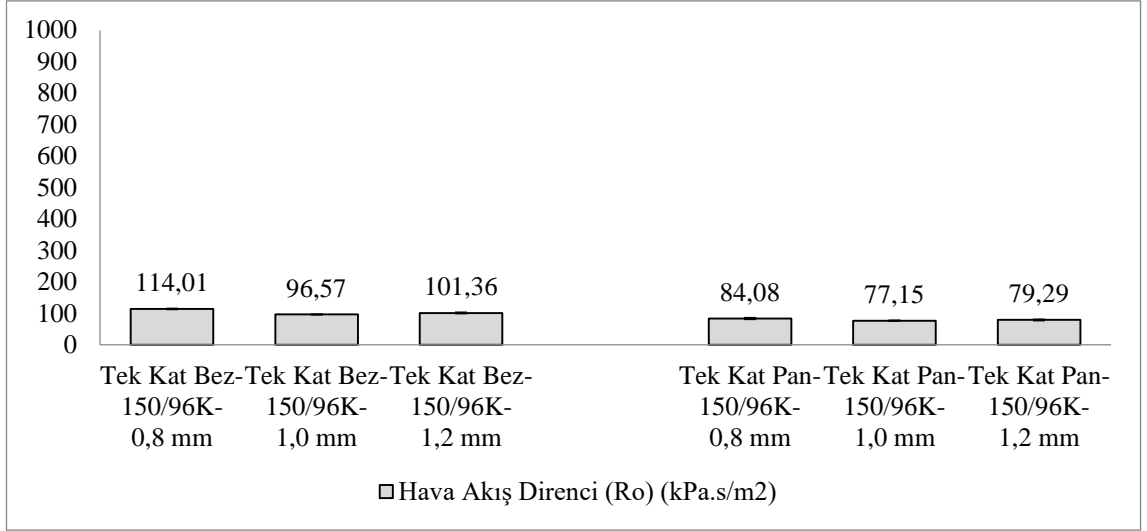 1000
900
800
700
600
500
400
300
200
100
0
114,01 96,57 101,36 84,08 77,15 79,29
Tek Kat Bez-150/96K-0,8 mm
Tek Kat Bez-150/96K-1,0 mm
Tek Kat Bez-150/96K-1,2 mm
Tek Kat Pan-150/96K-0,8 mm
Tek Kat Pan-150/96K-1,0 mm
Tek Kat Pan-150/96K-1,2 mm
Hava Akış Direnci (Ro) (kPa.s/m2)